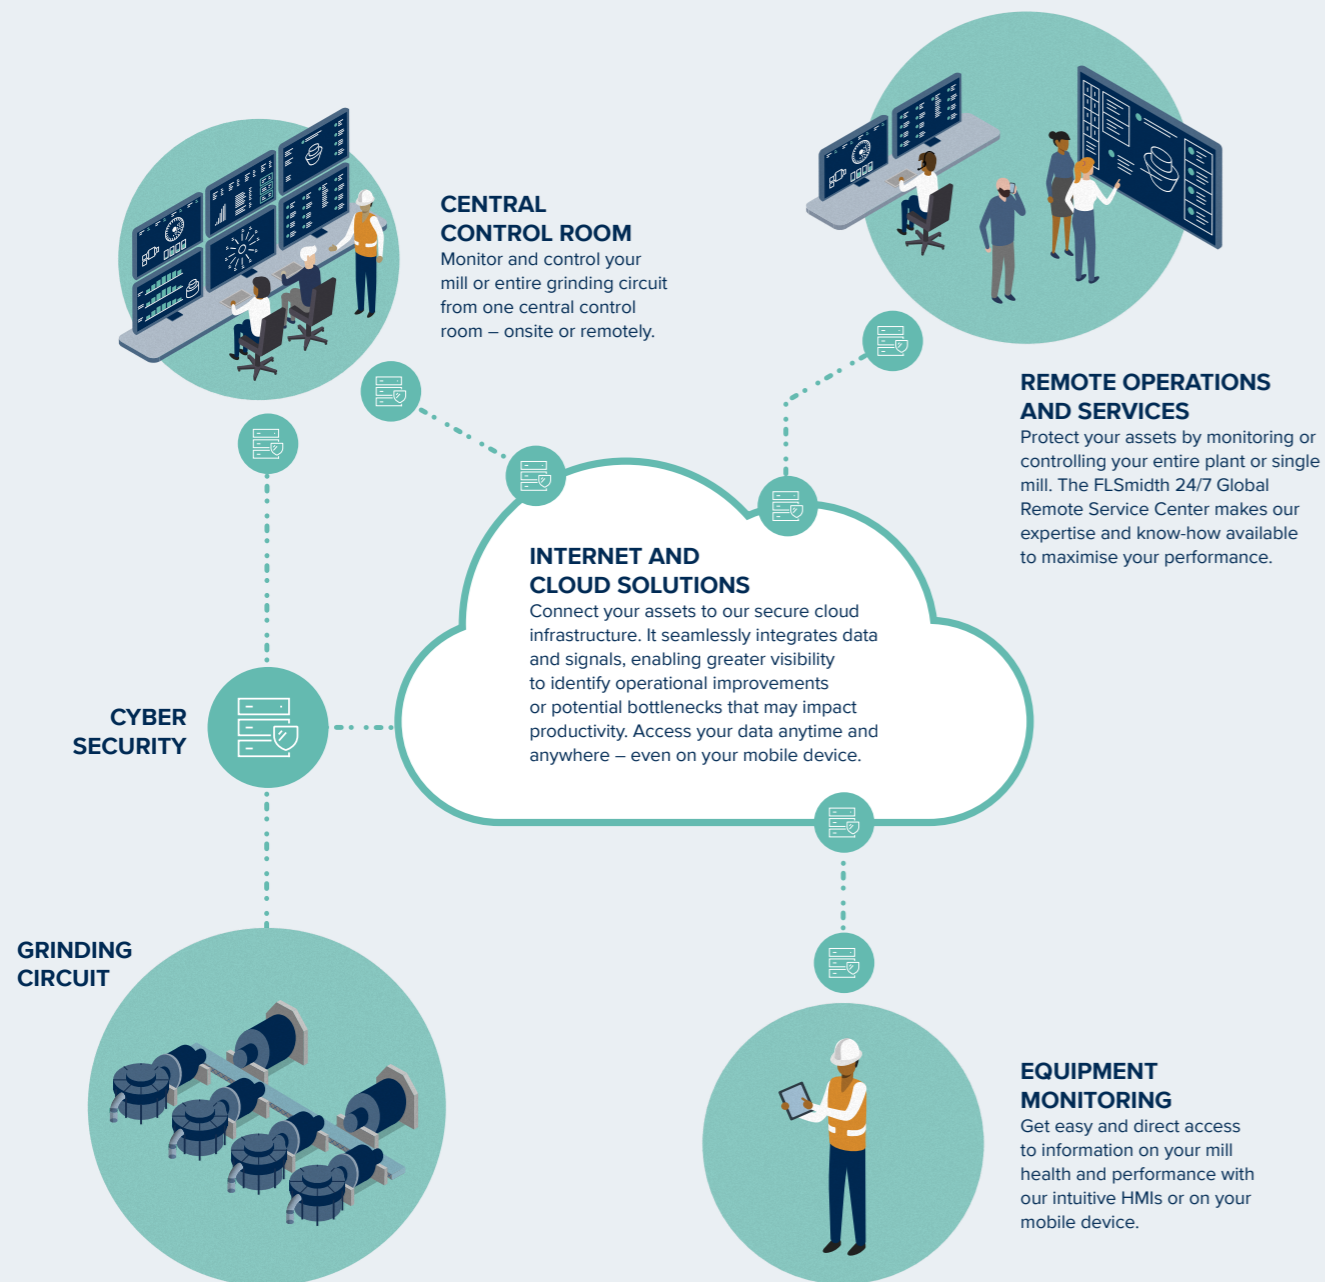 CENTRAL
CONTROL ROOM
Monitor and control your
mill or entire grinding circuit
from one central control
room – onsite or remotely.
REMOTE OPERATIONS
AND SERVICES
Protect your assets by monitoring or
controlling your entire plant or single
mill. The FLSmidth 24/7 Global
Remote Service Center makes our
expertise and know-how available
to maximise your performance.
INTERNET AND
CLOUD SOLUTIONS
Connect your assets to our secure cloud
infrastructure. It seamlessly integrates data
and signals, enabling greater visibility
to identify operational improvements
or potential bottlenecks that may impact
productivity. Access your data anytime and
anywhere – even on your mobile device.
CYBER
SECURITY
GRINDING
CIRCUIT
EQUIPMENT
MONITORING
Get easy and direct access
to information on your mill
health and performance with
our intuitive HMIs or on your
mobile device.